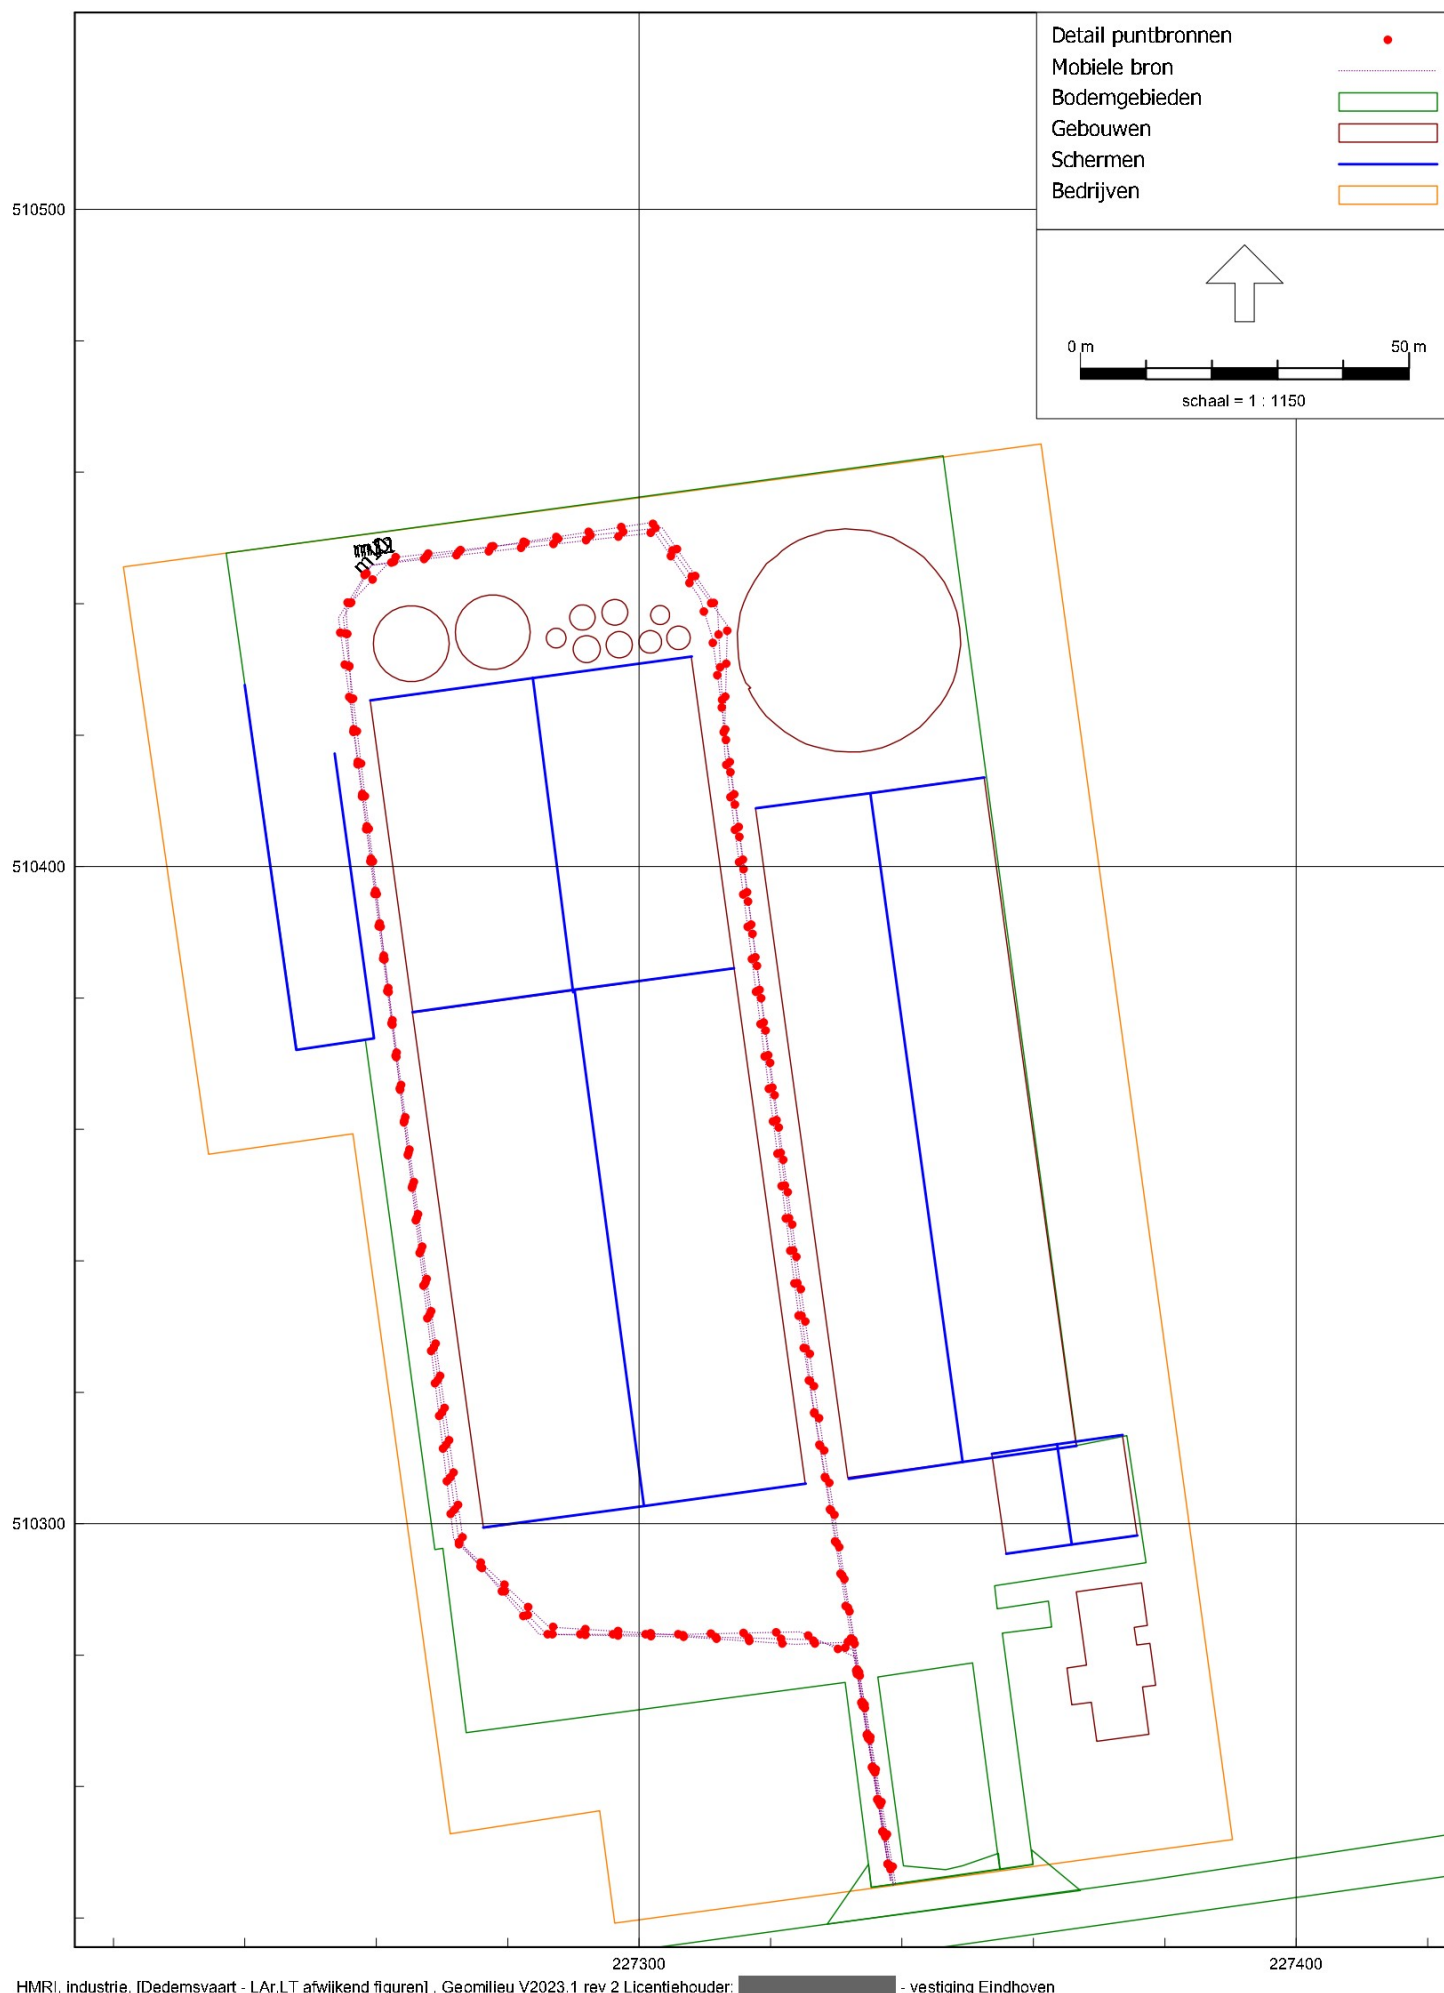 Detail puntbronnen
Mobiele bron
Bodemgebieden
Gebouwen
Schermen
Bedrijven
0 m 50 m
schaal = 1 : 1150
510500
510400
510300
227300 227400
HMRI, industrie, [Dedemsvaart - LAr,LT afwijkend figuren] , Geomilieu V2023.1 rev 2 Licentiehouder: - vestiging Eindhoven